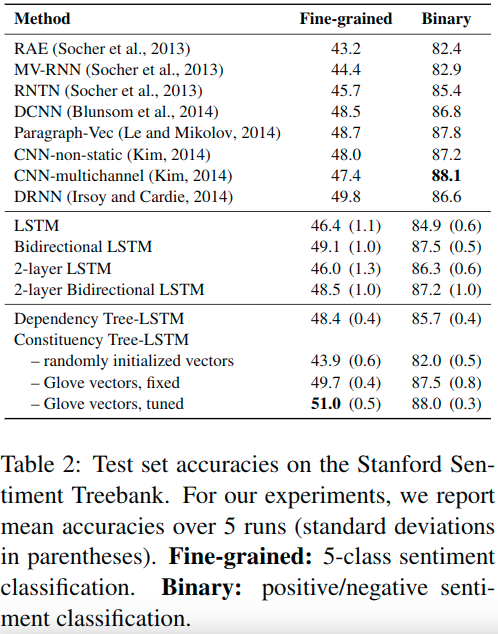 Method Fine-grained Binary
RAE (Socher et al., 2013) 43.2 82.4
MV-RNN (Socher et al., 2013) 44.4 82.9
RNTN (Socher et al., 2013) 45.7 85.4
DCNN (Blunsom et al., 2014) 48.5 86.8
Paragraph-Vec (Le and Mikolov, 2014) 48.7 87.8
CNN-non-static (Kim, 2014) 48.0 87.2
CNN-multichannel (Kim, 2014) 47.4 88.1
DRNN (Irsoy and Cardie, 2014) 49.8 86.6
LSTM 46.4 (1.1) 84.9 (0.6)
Bidirectional LSTM 49.1 (1.0) 87.5 (0.5)
2-layer LSTM 46.0 (1.3) 86.3 (0.6)
2-layer Bidirectional LSTM 48.5 (1.0) 87.2 (1.0)
Dependency Tree-LSTM 48.4 (0.4) 85.7 (0.4)
Constituency Tree-LSTM
– randomly initialized vectors 43.9 (0.6) 82.0 (0.5)
– Glove vectors, fixed 49.7 (0.4) 87.5 (0.8)
– Glove vectors, tuned 51.0 (0.5) 88.0 (0.3)
Table 2: Test set accuracies on the Stanford Sen-
timent Treebank. For our experiments, we report
mean accuracies over 5 runs (standard deviations
in parentheses). Fine-grained: 5-class sentiment
classification. Binary: positive/negative senti-
ment classification.